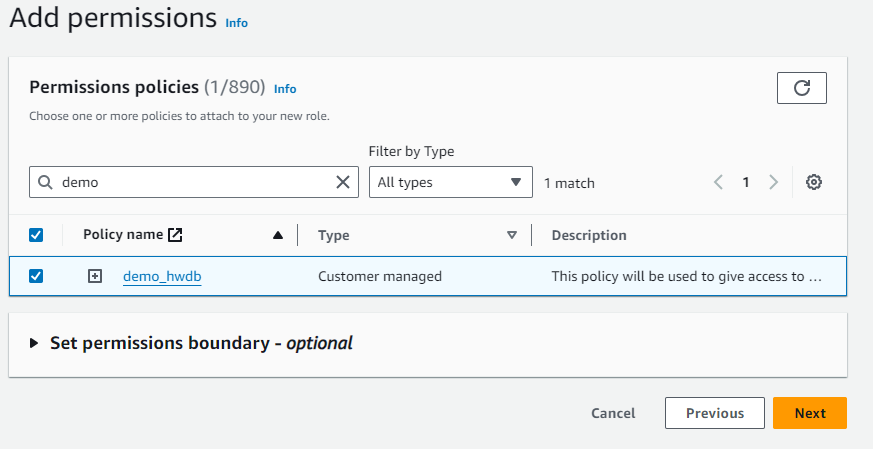 Add permissions Info
Permissions policies (1/890) Info
Choose one or more policies to attach to your new role.
Filter by Type
demo All types 1 match 1
Policy name Type Description
demo_hwdb Customer managed This policy will be used to give access to ...
Set permissions boundary - optional
Cancel Previous Next